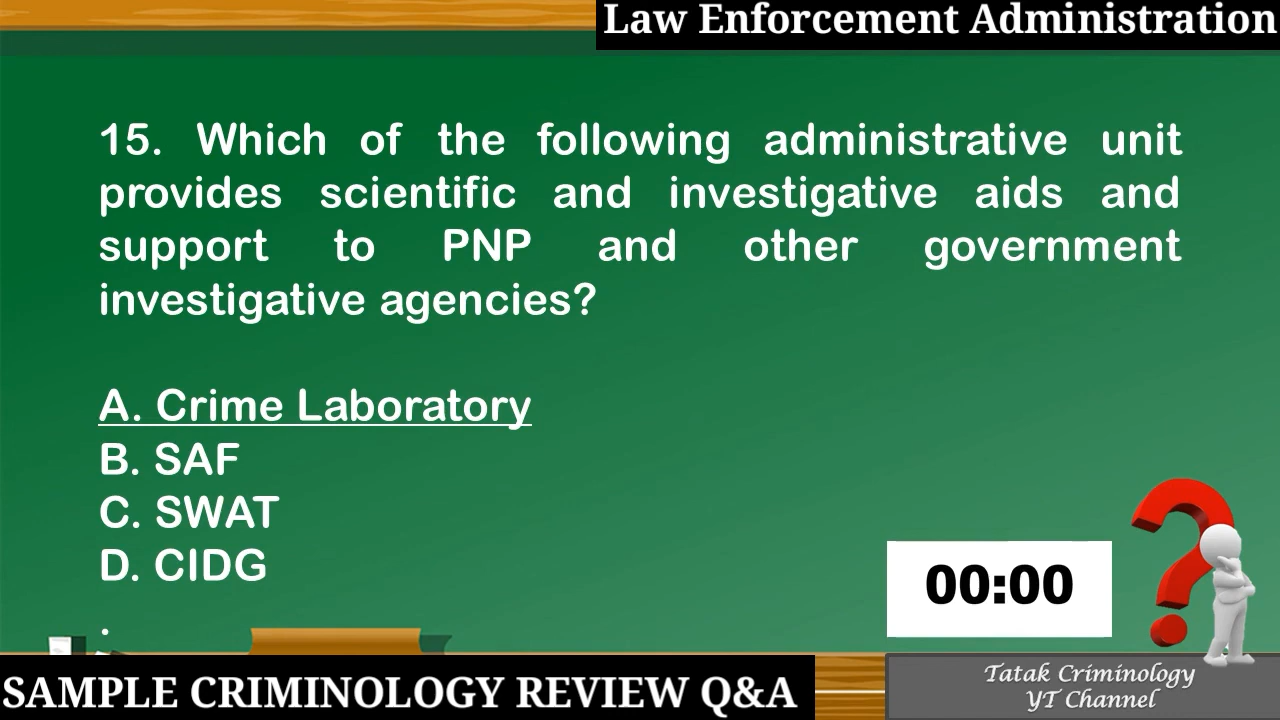 Law Enforcement Administration
15. Which of the following administrative unit
provides scientific and investigative aids and
support to PNP and other government
investigative agencies?
A. Crime Laboratory
B. SAF
C. SWAT
D. CIDG
.
00:00
SAMPLE CRIMINOLOGY REVIEW Q&A
Tatak Criminology
YT Channel